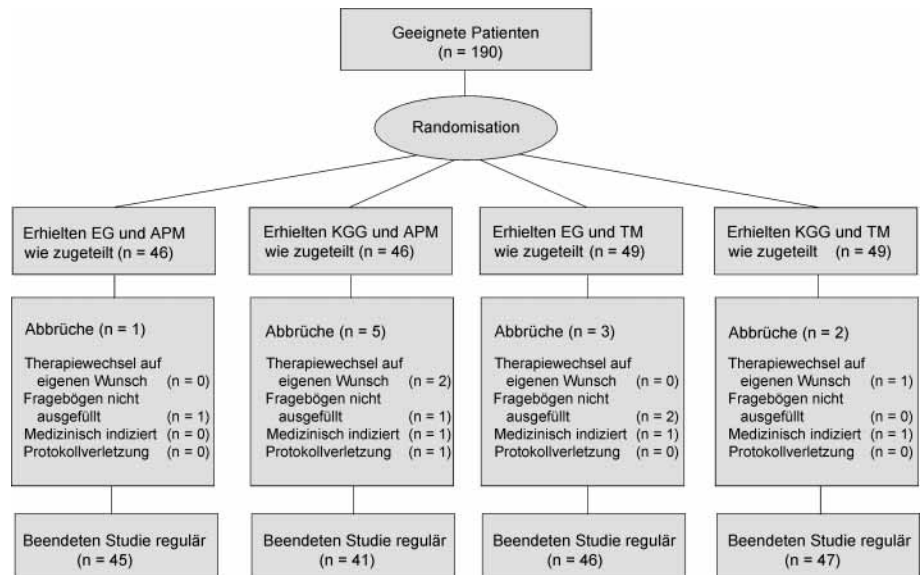 Geeignete Patienten
(n = 190)
Randomisation
Erhielten EG und APM
wie zugeteilt (n = 46)
Erhielten KGG und APM
wie zugeteilt (n = 46)
Erhielten EG und TM
wie zugeteilt (n = 49)
Erhielten KGG und TM
wie zugeteilt (n = 49)
Abbrüche (n = 1)
Therapiewechsel auf
eigenen Wunsch (n = 0)
Fragebögen nicht
ausgefüllt (n = 1)
Medizinisch indiziert (n = 0)
Protokollverletzung (n = 0)
Abbrüche (n = 5)
Therapiewechsel auf
eigenen Wunsch (n = 2)
Fragebögen nicht
ausgefüllt (n = 1)
Medizinisch indiziert (n = 1)
Protokollverletzung (n = 1)
Abbrüche (n = 3)
Therapiewechsel auf
eigenen Wunsch (n = 0)
Fragebögen nicht
ausgefüllt (n = 2)
Medizinisch indiziert (n = 1)
Protokollverletzung (n = 0)
Abbrüche (n = 2)
Therapiewechsel auf
eigenen Wunsch (n = 1)
Fragebögen nicht
ausgefüllt (n = 0)
Medizinisch indiziert (n = 1)
Protokollverletzung (n = 0)
Beendeten Studie regulär
(n = 45)
Beendeten Studie regulär
(n = 41)
Beendeten Studie regulär
(n = 46)
Beendeten Studie regulär
(n = 47)